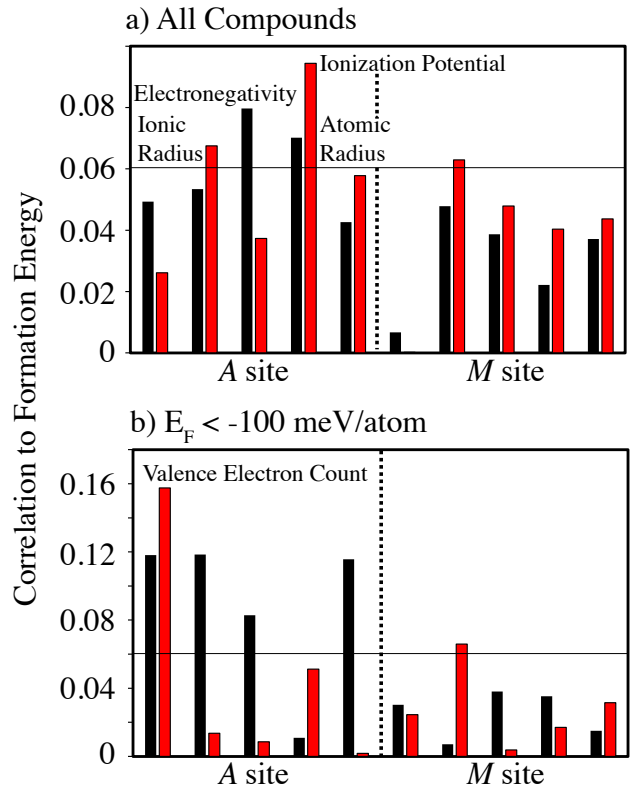 a) All Compounds
Ionization Potential
Electronegativity
Ionic
Radius
Atomic
Radius
0.08
0.06
0.04
0.02
0
A site
M site
b) E_F < -100 meV/atom
Valence Electron Count
0.16
0.12
0.08
0.04
0
A site
M site
Correlation to Formation Energy